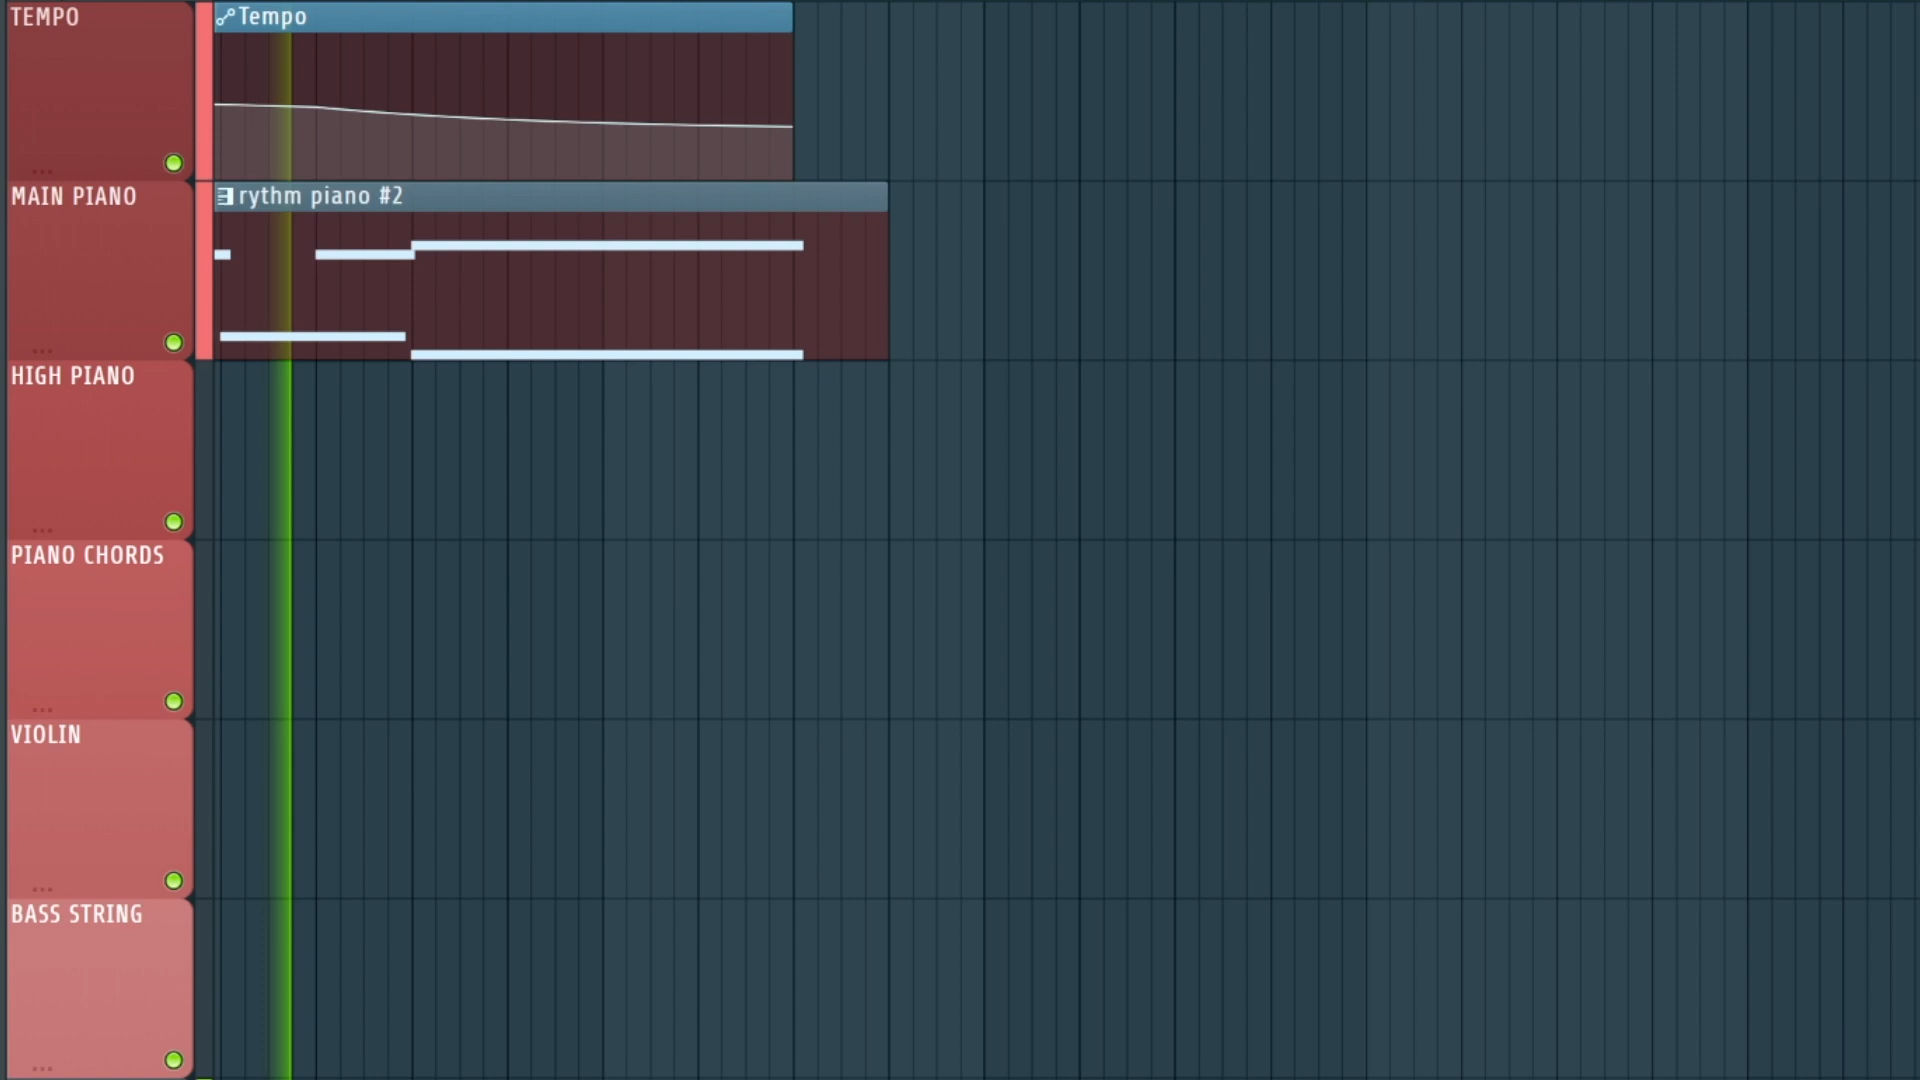 TEMPO
Tempo
MAIN PIANO
rythm piano #2
HIGH PIANO
PIANO CHORDS
VIOLIN
BASS STRING